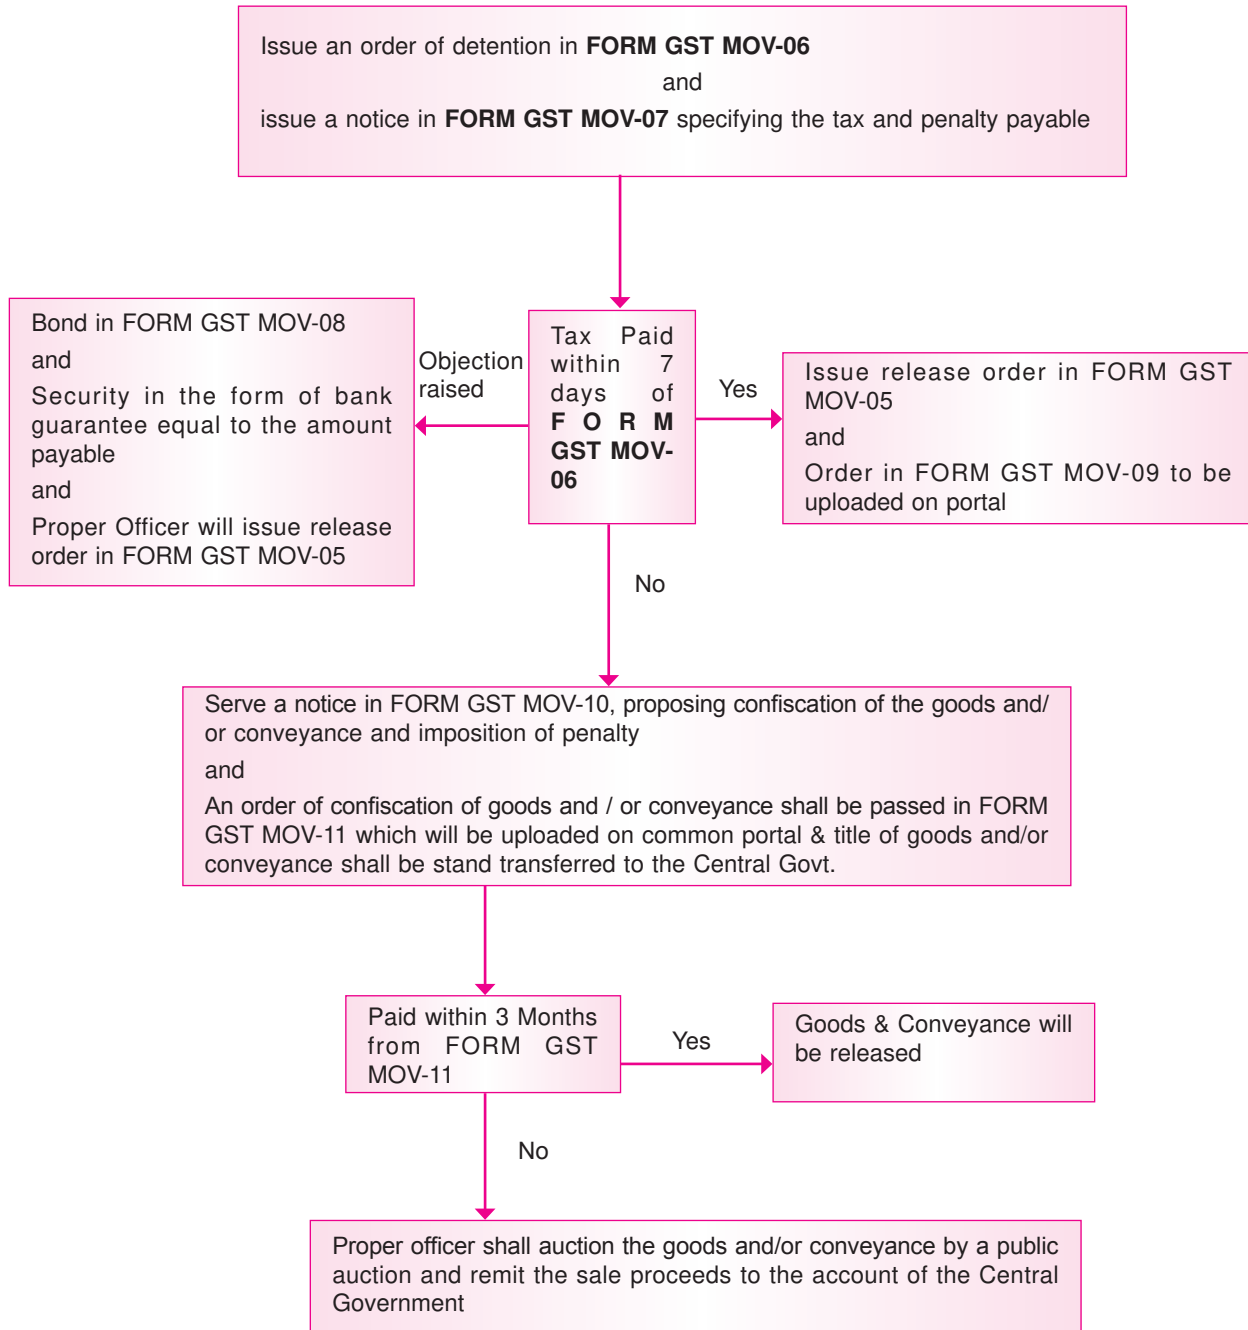 Issue an order of detention in FORM GST MOV-06
and
issue a notice in FORM GST MOV-07 specifying the tax and penalty payable
Bond in FORM GST MOV-08
and
Security in the form of bank
guarantee equal to the amount
payable
and
Proper Officer will issue release
order in FORM GST MOV-05
Objection
raised
Tax Paid
within 7
days of
FORM
GST MOV-
06
Yes
Issue release order in FORM GST
MOV-05
and
Order in FORM GST MOV-09 to be
uploaded on portal
No
Serve a notice in FORM GST MOV-10, proposing confiscation of the goods and/
or conveyance and imposition of penalty
and
An order of confiscation of goods and / or conveyance shall be passed in FORM
GST MOV-11 which will be uploaded on common portal & title of goods and/or
conveyance shall be stand transferred to the Central Govt.
Paid within 3 Months
from FORM GST
MOV-11
Yes
Goods & Conveyance will
be released
No
Proper officer shall auction the goods and/or conveyance by a public
auction and remit the sale proceeds to the account of the Central
Government